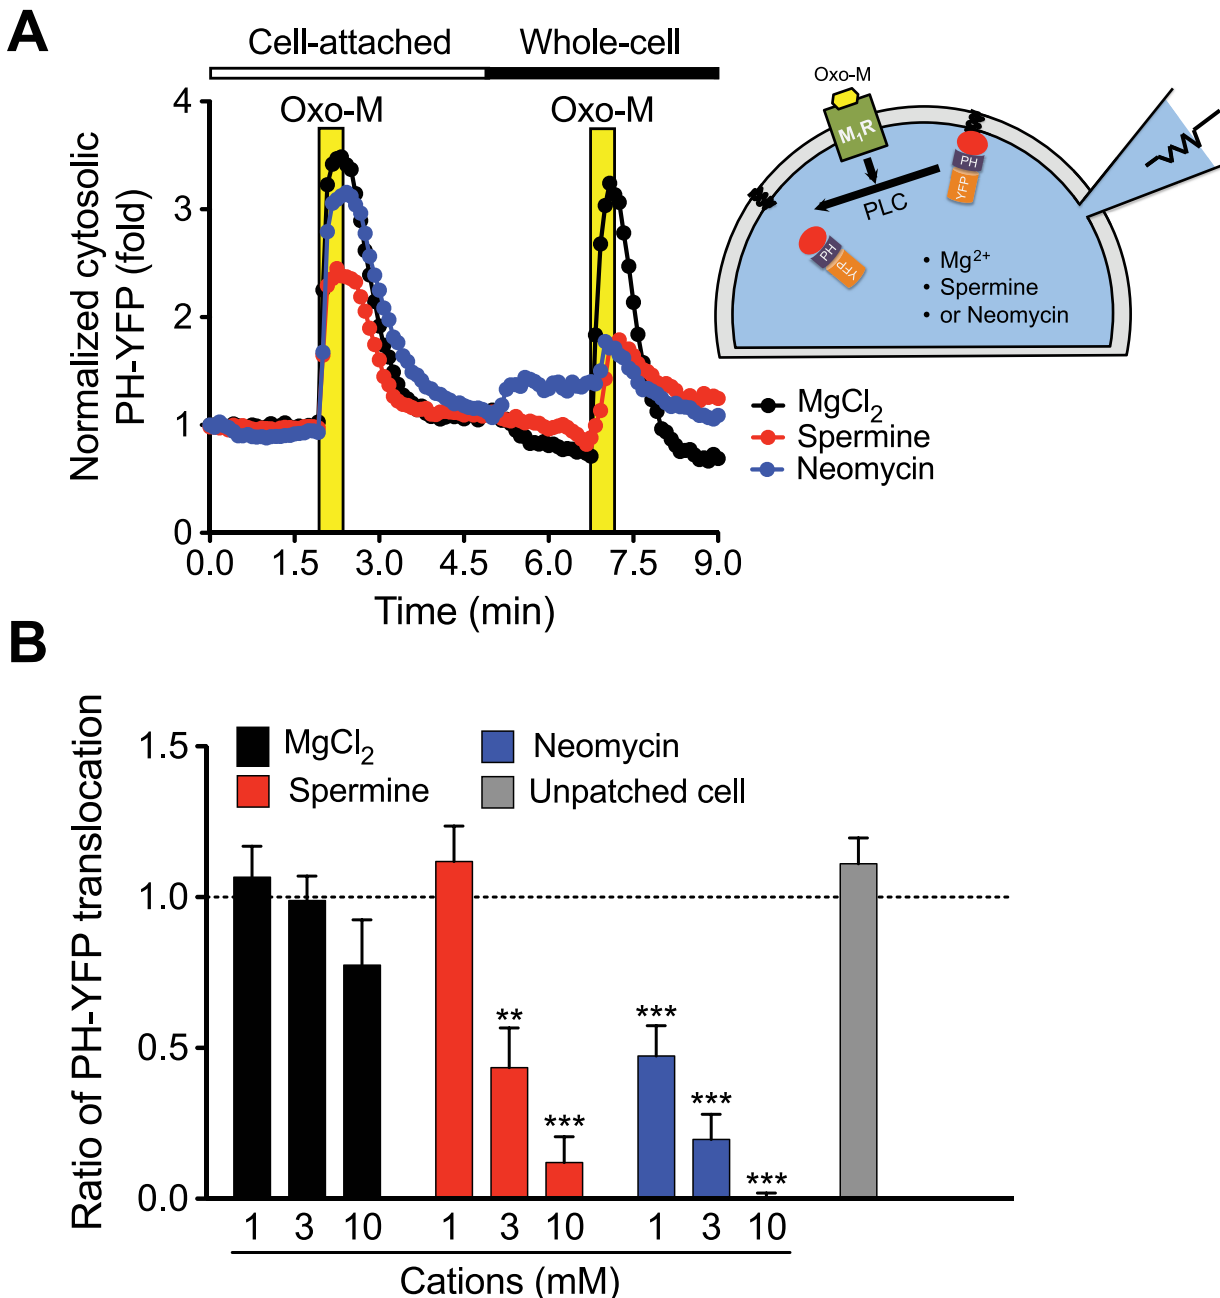 A
Cell-attached Whole-cell
Oxo-M Oxo-M
Normalized cytosolic
PH-YFP (fold)
4
3
2
1
0
0.0 1.5 3.0 4.5 6.0 7.5 9.0
Time (min)
Oxo-M
M₁R
PH
YFP
PLC
PH
YFP
• Mg²⁺
• Spermine
• or Neomycin
MgCl₂
Spermine
Neomycin
B
Ratio of PH-YFP translocation
1.5
1.0
0.5
0.0
MgCl₂
Spermine
Neomycin
Unpatched cell
** *** *** *** ***
1 3 10 1 3 10 1 3 10
Cations (mM)